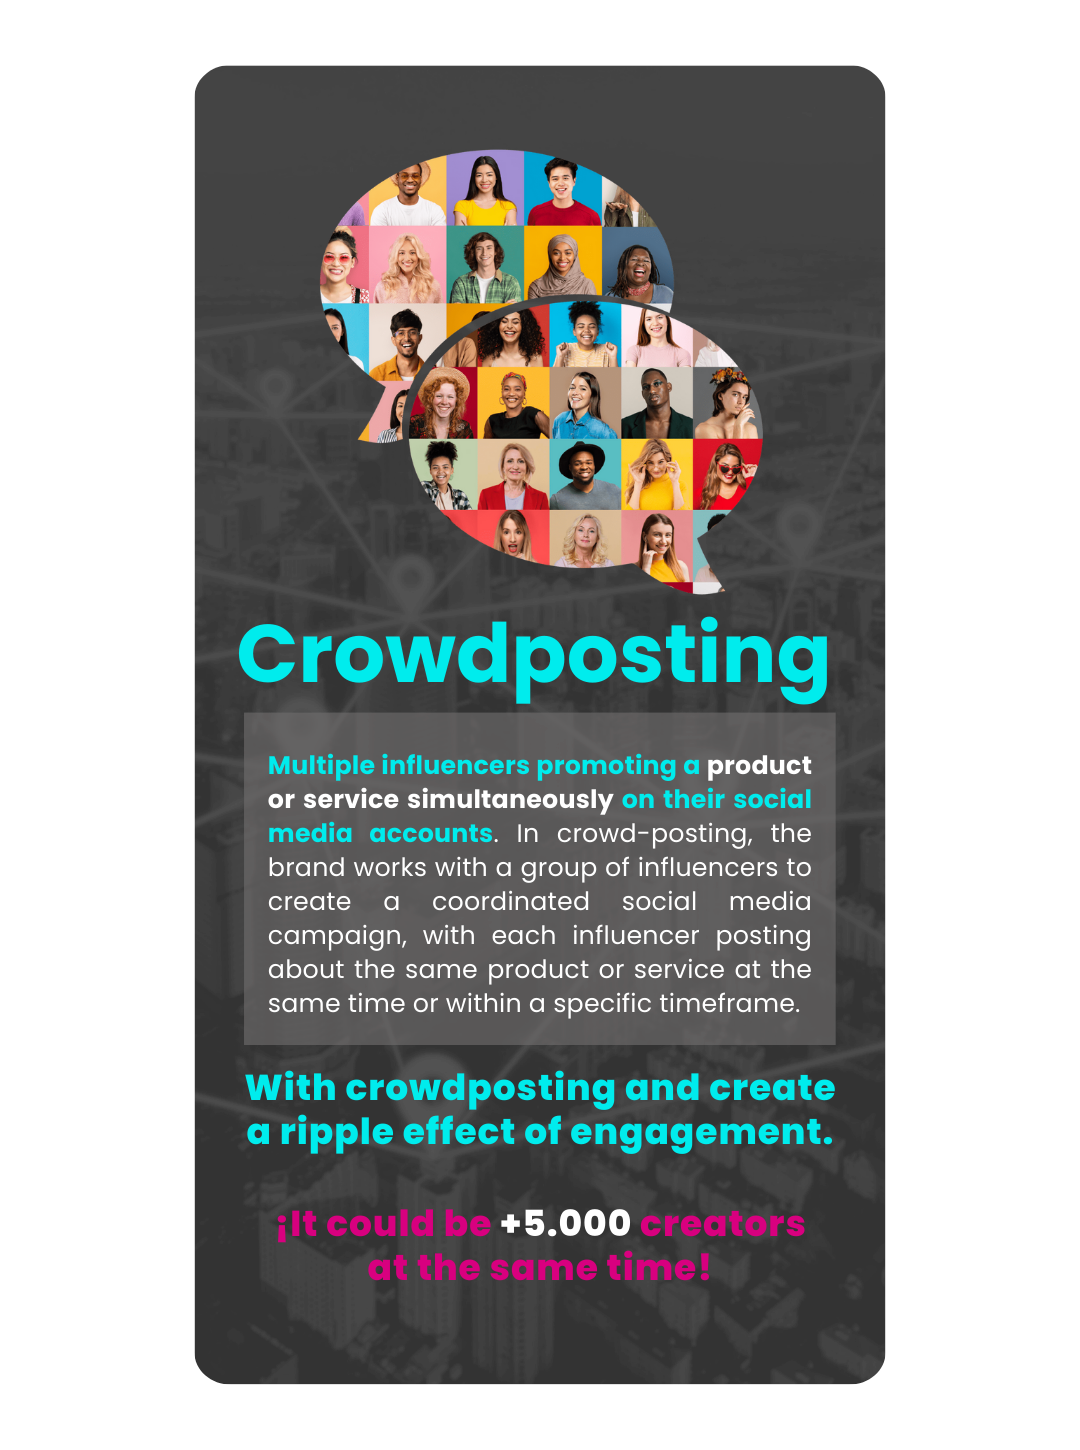 Crowdposting
Multiple influencers promoting a product
or service simultaneously on their social
media accounts. In crowd-posting, the
brand works with a group of influencers to
create a coordinated social media
campaign, with each influencer posting
about the same product or service at the
same time or within a specific timeframe.
With crowdposting and create
a ripple effect of engagement.
¡It could be +5.000 creators
at the same time!